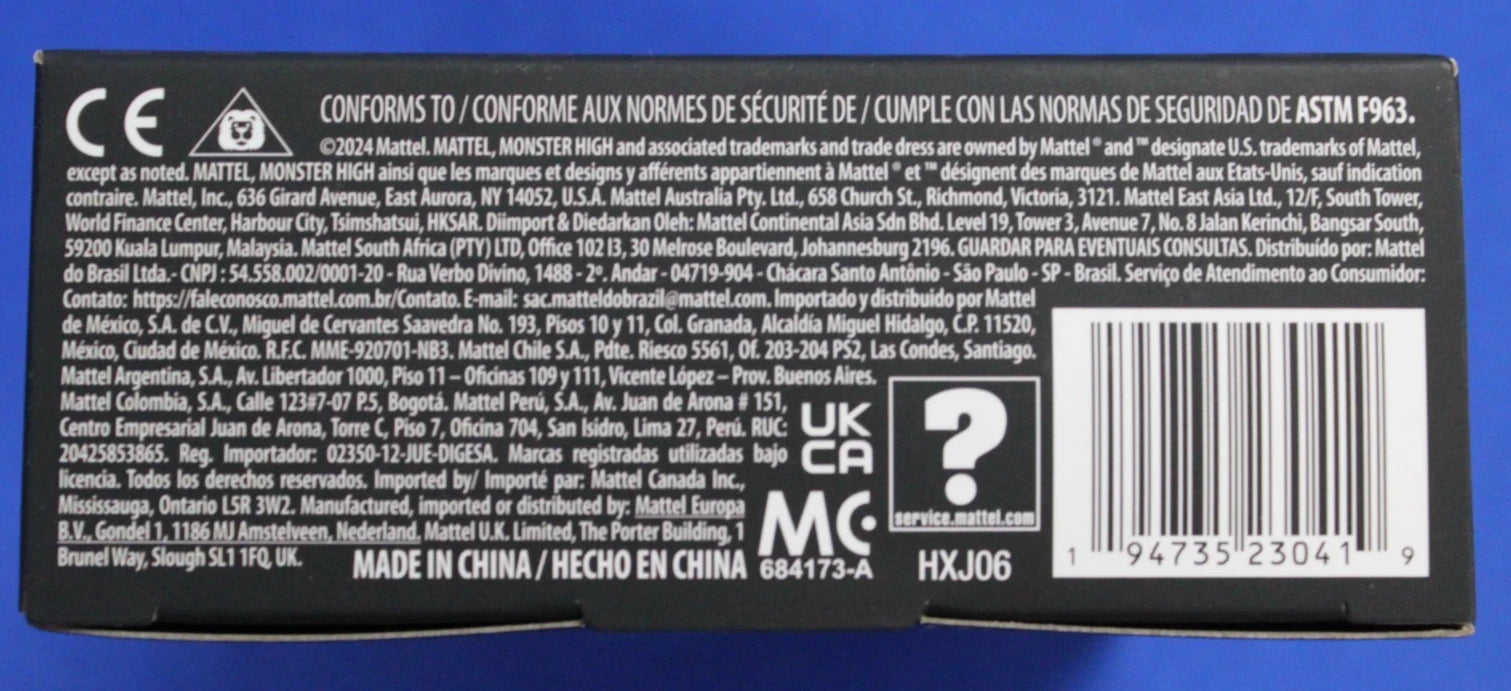 CE CONFORMS TO / CONFORME AUX NORMES DE SÉCURITÉ DE / CUMPLE CON LAS NORMAS DE SEGURIDAD DE ASTM F963.
©2024 Mattel. MATTEL, MONSTER HIGH and associated trademarks and trade dress are owned by Mattel ® and ™ designate U.S. trademarks of Mattel,
except as noted. MATTEL, MONSTER HIGH ainsi que les marques et designs y afférents appartiennent à Mattel ® et ™ désignent des marques de Mattel aux Etats-Unis, sauf indication
contraire. Mattel, Inc., 636 Girard Avenue, East Aurora, NY 14052, U.S.A. Mattel Australia Pty. Ltd., 658 Church St., Richmond, Victoria, 3121. Mattel East Asia Ltd., 12/F, South Tower,
World Finance Center, Harbour City, Tsimshatsui, HKSAR. Diimport & Diedarkan Oleh: Mattel Continental Asia Sdn Bhd. Level 19, Tower 3, Avenue 7, No. 8 Jalan Kerinchi, Bangsar South,
59200 Kuala Lumpur, Malaysia. Mattel South Africa (PTY) LTD, Office 102 I3, 30 Melrose Boulevard, Johannesburg 2196. GUARDAR PARA EVENTUAIS CONSULTAS. Distribuído por: Mattel
do Brasil Ltda.- CNPJ : 54.558.002/0001-20 - Rua Verbo Divino, 1488 - 2º. Andar - 04719-904 - Chácara Santo Antônio - São Paulo - SP - Brasil. Serviço de Atendimento ao Consumidor:
Contato: https://faleconosco.mattel.com.br/Contato. E-mail: sac.matteldobrazil@mattel.com. Importado y distribuido por Mattel
de México, S.A. de C.V., Miguel de Cervantes Saavedra No. 193, Pisos 10 y 11, Col. Granada, Alcaldía Miguel Hidalgo, C.P. 11520,
México, Ciudad de México. R.F.C. MME-920701-NB3. Mattel Chile S.A., Pdte. Riesco 5561, Of. 203-204 PS2, Las Condes, Santiago.
Mattel Argentina, S.A., Av. Libertador 1000, Piso 11 – Oficinas 109 y 111, Vicente López – Prov. Buenos Aires.
Mattel Colombia, S.A., Calle 123#7-07 P.5, Bogotá. Mattel Perú, S.A., Av. Juan de Arona # 151,
Centro Empresarial Juan de Arona, Torre C, Piso 7, Oficina 704, San Isidro, Lima 27, Perú. RUC:
20425853865. Reg. Importador: 02350-12-JUE-DIGESA. Marcas registradas utilizadas bajo
licencia. Todos los derechos reservados. Imported by/ Importé par: Mattel Canada Inc.,
Mississauga, Ontario L5R 3W2. Manufactured, imported or distributed by: Mattel Europa
B.V., Gondel 1, 1186 MJ Amstelveen, Nederland. Mattel U.K. Limited, The Porter Building, 1
Brunel Way, Slough SL1 1FQ, UK.
MADE IN CHINA / HECHO EN CHINA
UK
CA
MC
684173-A
?
service.mattel.com
HXJ06
1 94735 23041 9